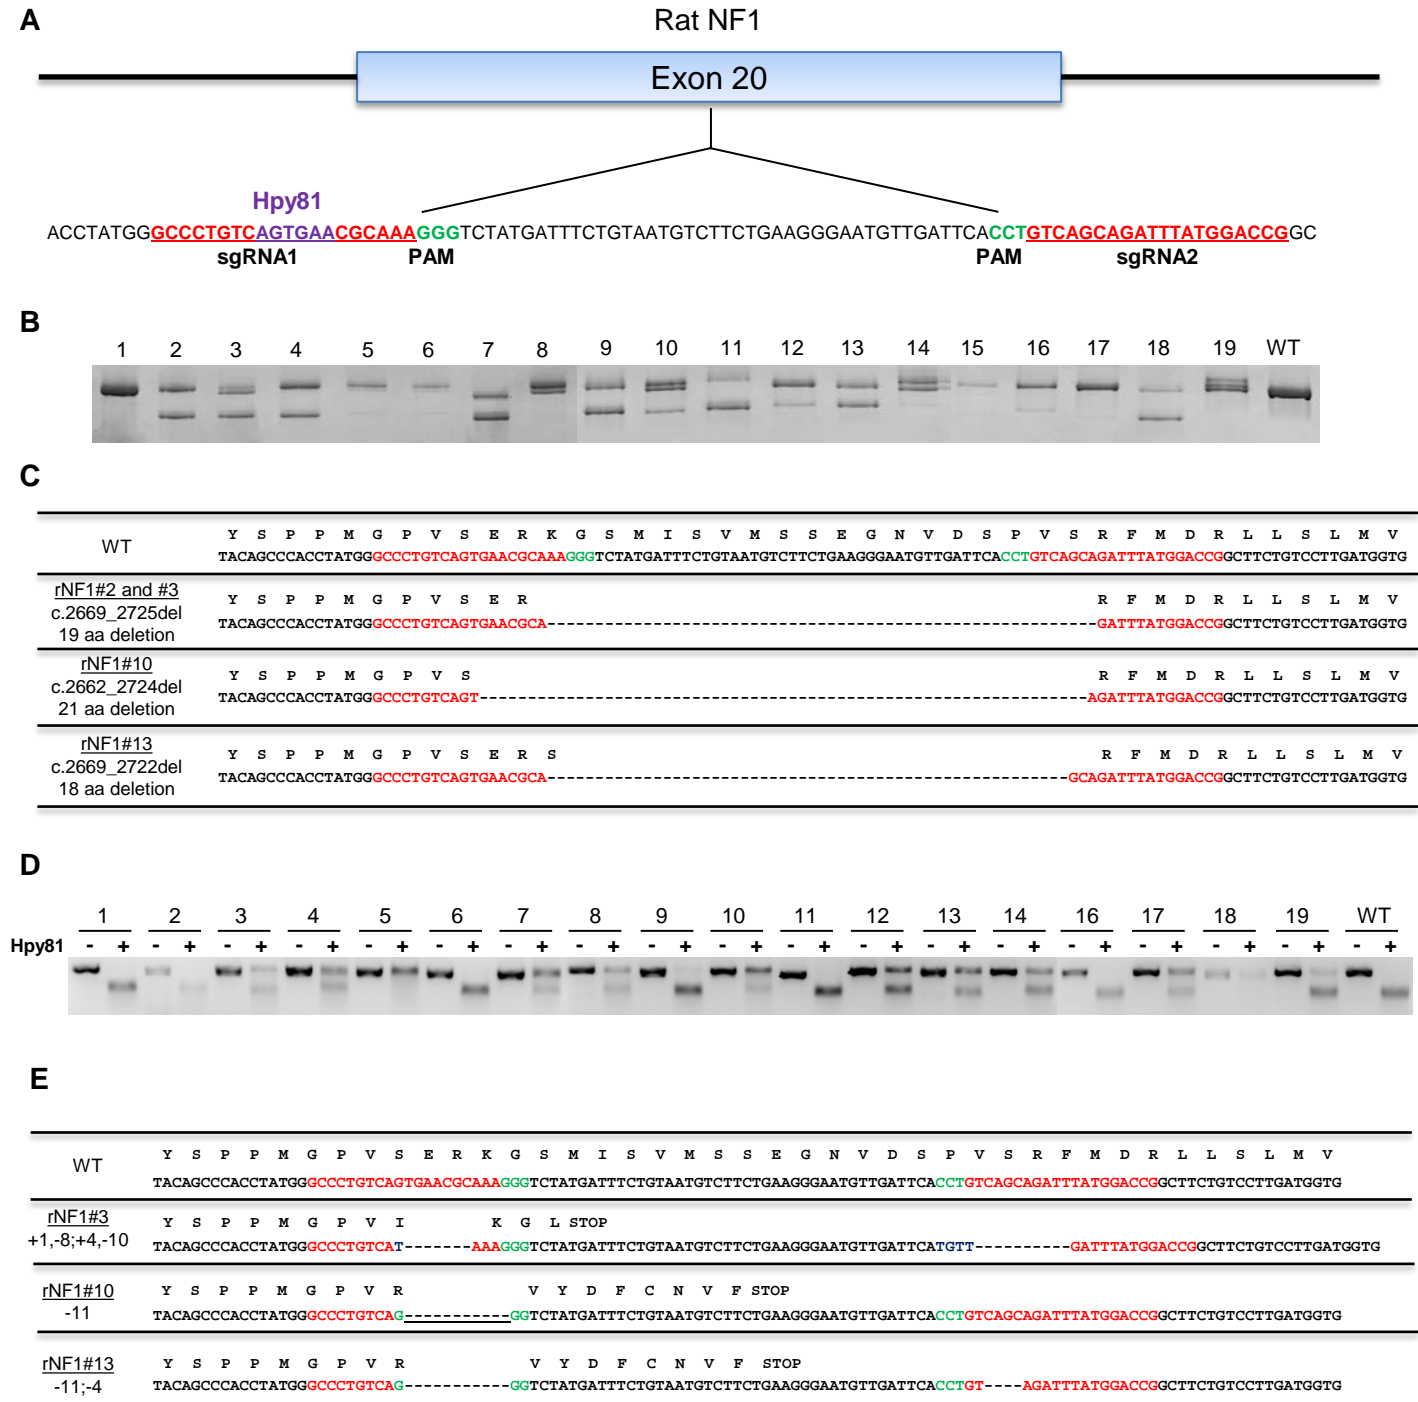 A
Rat NF1
Exon 20
Hpy81
ACCTATGGGCCCTGTCAGTGAACGCAAAGGGTCTATGATTTCTGTAATGTCTTCTGAAGGGAATGTTGATTCACCTGTCAGCAGATTTATGGACCGGC
sgRNA1 PAM PAM sgRNA2
B
1 2 3 4 5 6 7 8 9 10 11 12 13 14 15 16 17 18 19 WT
C
Y S P P M G P V S E R K G S M I S V M S S E G N V D S P V S R F M D R L L S L M V
WT
TACAGCCCACCTATGGGCCCTGTCAGTGAACGCAAAGGGTCTATGATTTCTGTAATGTCTTCTGAAGGGAATGTTGATTCACCTGTCAGCAGATTTATGGACCGGCTTCTGTCCTTGATGGTG
rNF1#2 and #3
Y S P P M G P V S E R R F M D R L L S L M V
c.2669_2725del
TACAGCCCACCTATGGGCCCTGTCAGTGAACGCA---------------------------------------------------------GATTTATGGACCGGCTTCTGTCCTTGATGGTG
19 aa deletion
rNF1#10
Y S P P M G P V S R F M D R L L S L M V
c.2662_2724del
TACAGCCCACCTATGGGCCCTGTCAGT---------------------------------------------------------------AGATTTATGGACCGGCTTCTGTCCTTGATGGTG
21 aa deletion
rNF1#13
Y S P P M G P V S E R S R F M D R L L S L M V
c.2669_2722del
TACAGCCCACCTATGGGCCCTGTCAGTGAACGCA------------------------------------------------------GCAGATTTATGGACCGGCTTCTGTCCTTGATGGTG
18 aa deletion
D
1 2 3 4 5 6 7 8 9 10 11 12 13 14 16 17 18 19 WT
Hpy81 - + - + - + - + - + - + - + - + - + - + - + - + - + - + - + - + - + - + - +
E
Y S P P M G P V S E R K G S M I S V M S S E G N V D S P V S R F M D R L L S L M V
WT
TACAGCCCACCTATGGGCCCTGTCAGTGAACGCAAAGGGTCTATGATTTCTGTAATGTCTTCTGAAGGGAATGTTGATTCACCTGTCAGCAGATTTATGGACCGGCTTCTGTCCTTGATGGTG
rNF1#3
Y S P P M G P V I K G L STOP
+1,-8;+4,-10
TACAGCCCACCTATGGGCCCTGTCAT-------AAAGGGTCTATGATTTCTGTAATGTCTTCTGAAGGGAATGTTGATTCATGTT----------GATTTATGGACCGGCTTCTGTCCTTGATGGTG
rNF1#10
Y S P P M G P V R V Y D F C N V F STOP
-11
TACAGCCCACCTATGGGCCCTGTCAG-----------GGTCTATGATTTCTGTAATGTCTTCTGAAGGGAATGTTGATTCACCTGTCAGCAGATTTATGGACCGGCTTCTGTCCTTGATGGTG
rNF1#13
Y S P P M G P V R V Y D F C N V F STOP
-11;-4
TACAGCCCACCTATGGGCCCTGTCAG-----------GGTCTATGATTTCTGTAATGTCTTCTGAAGGGAATGTTGATTCACCTGT----AGATTTATGGACCGGCTTCTGTCCTTGATGGTG